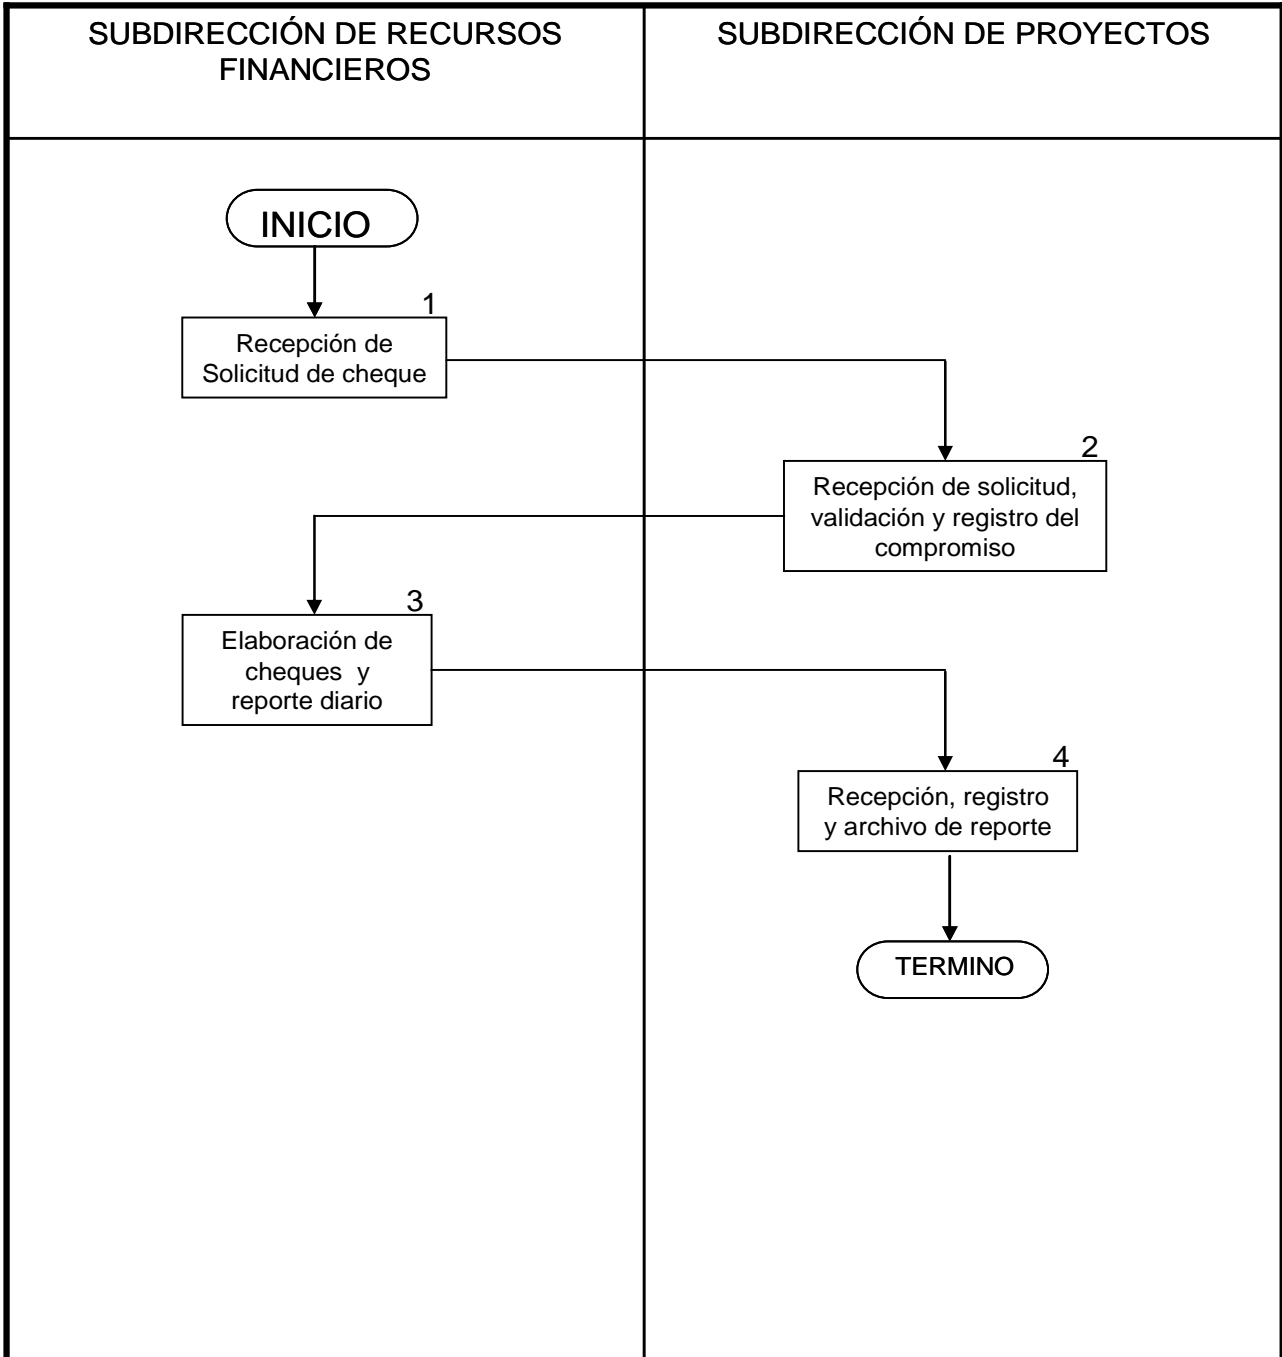 SUBDIRECCIÓN DE RECURSOS
FINANCIEROS
SUBDIRECCIÓN DE PROYECTOS
INICIO
1
Recepción de
Solicitud de cheque
2
Recepción de solicitud,
validación y registro del
compromiso
3
Elaboración de
cheques y
reporte diario
4
Recepción, registro
y archivo de reporte
TERMINO